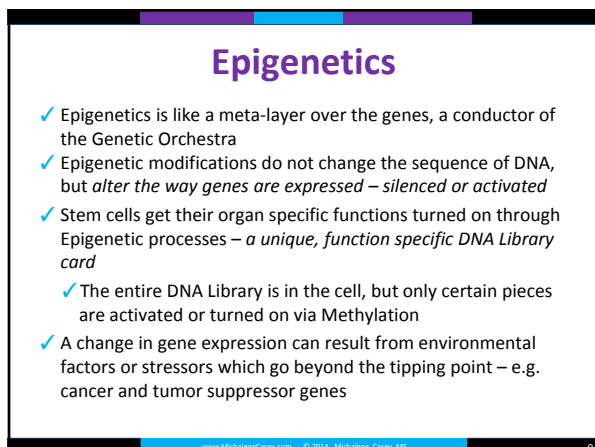 Epigenetics
✓ Epigenetics is like a meta-layer over the genes, a conductor of
the Genetic Orchestra
✓ Epigenetic modifications do not change the sequence of DNA,
but alter the way genes are expressed – silenced or activated
✓ Stem cells get their organ specific functions turned on through
Epigenetic processes – a unique, function specific DNA Library
card
✓ The entire DNA Library is in the cell, but only certain pieces
are activated or turned on via Methylation
✓ A change in gene expression can result from environmental
factors or stressors which go beyond the tipping point – e.g.
cancer and tumor suppressor genes
www.MichaleneCasey.com © 2014 Michalene Casey, MS